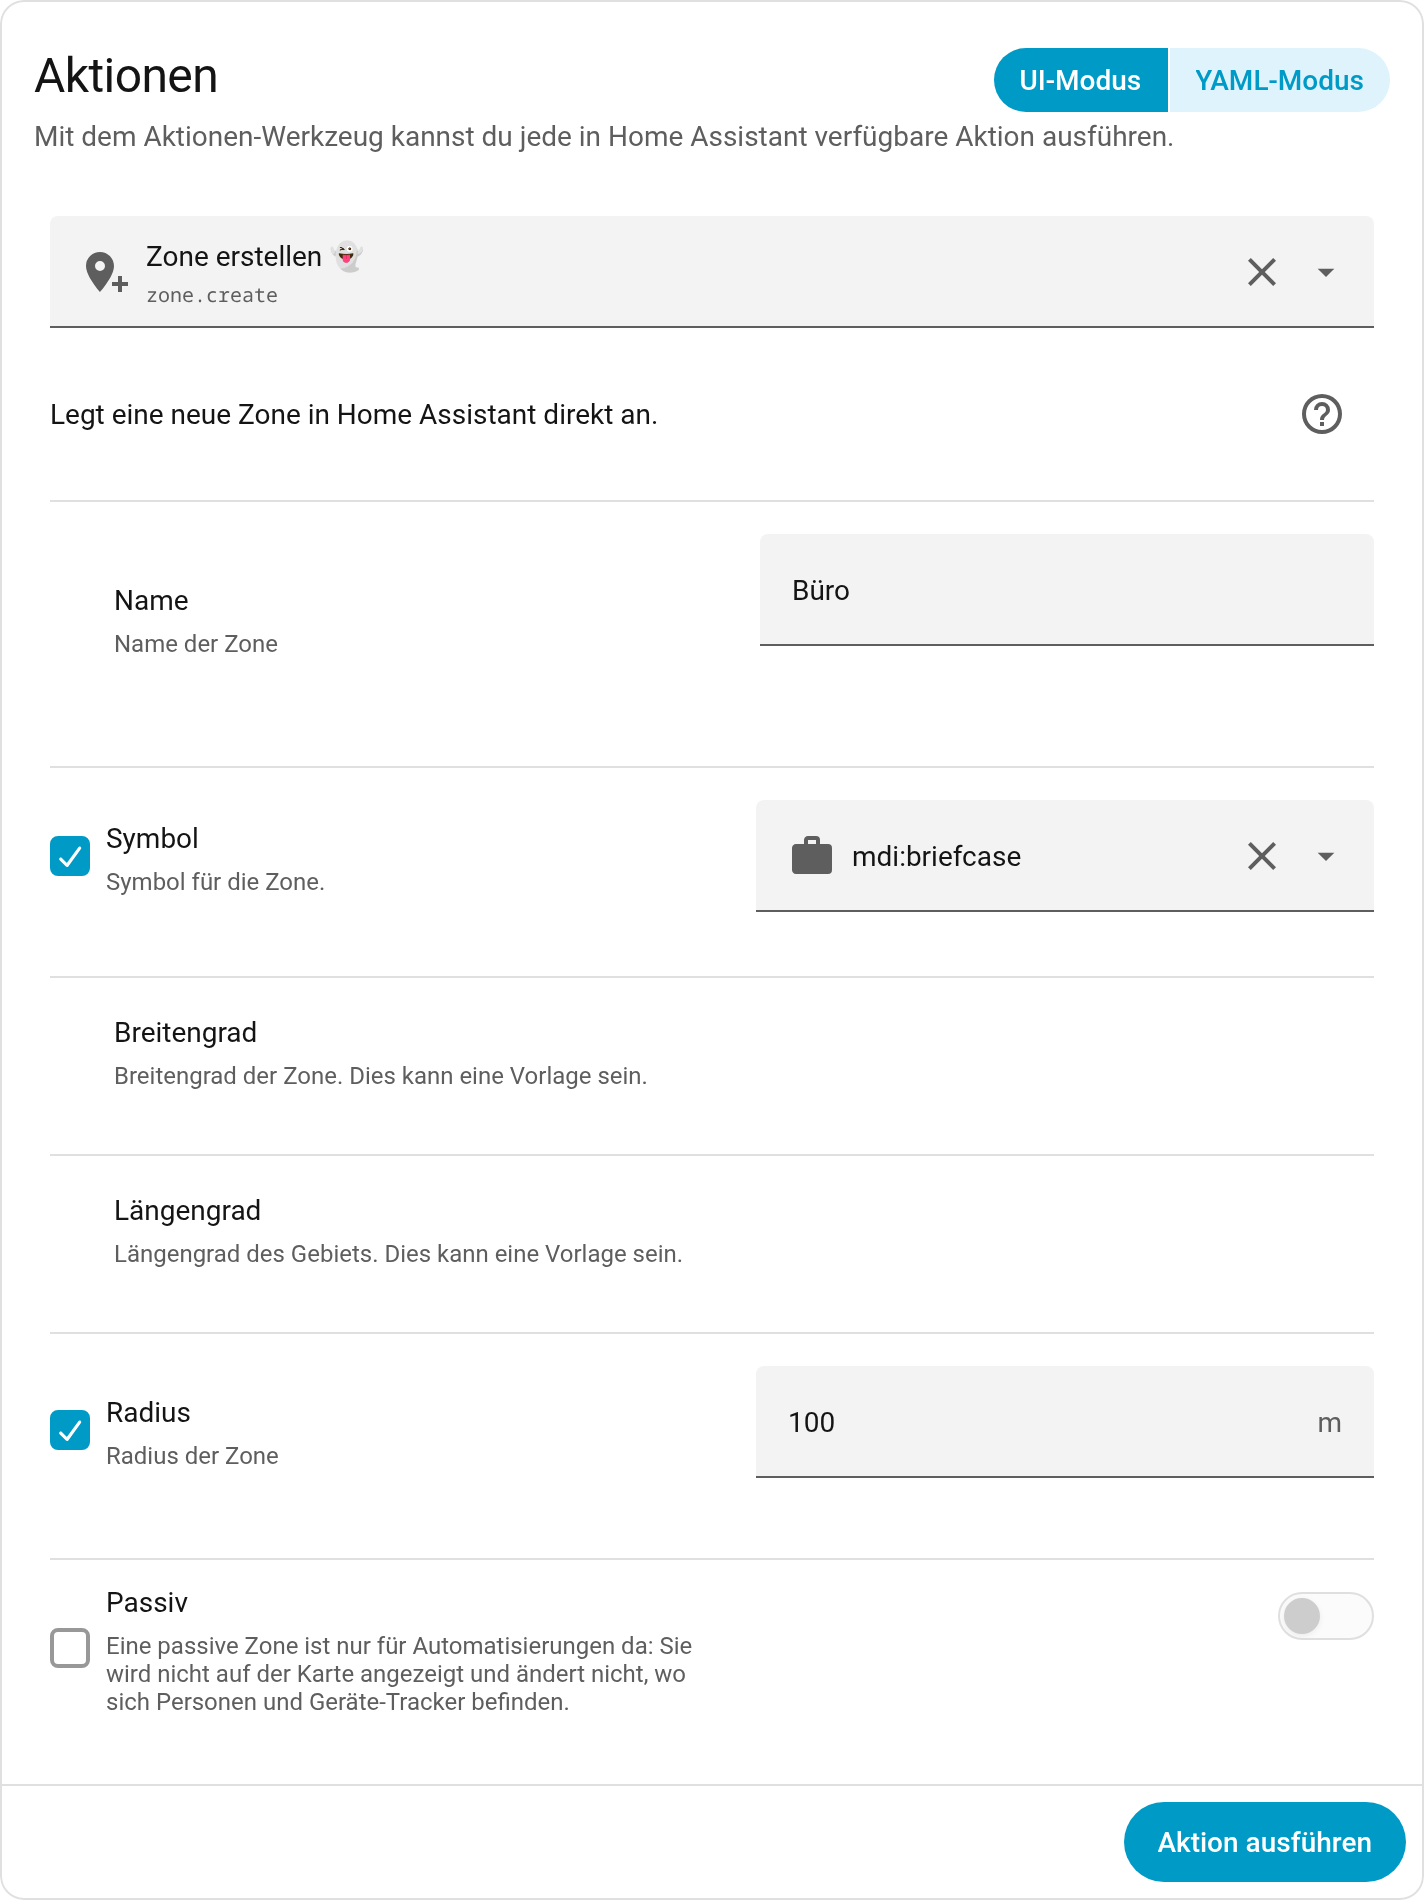 Aktionen
UI-Modus
YAML-Modus
Mit dem Aktionen-Werkzeug kannst du jede in Home Assistant verfügbare Aktion ausführen.
Zone erstellen 👻
zone.create
Legt eine neue Zone in Home Assistant direkt an.
Name
Name der Zone
Büro
Symbol
Symbol für die Zone.
mdi:briefcase
Breitengrad
Breitengrad der Zone. Dies kann eine Vorlage sein.
Längengrad
Längengrad des Gebiets. Dies kann eine Vorlage sein.
Radius
Radius der Zone
100
m
Passiv
Eine passive Zone ist nur für Automatisierungen da: Sie
wird nicht auf der Karte angezeigt und ändert nicht, wo
sich Personen und Geräte-Tracker befinden.
Aktion ausführen